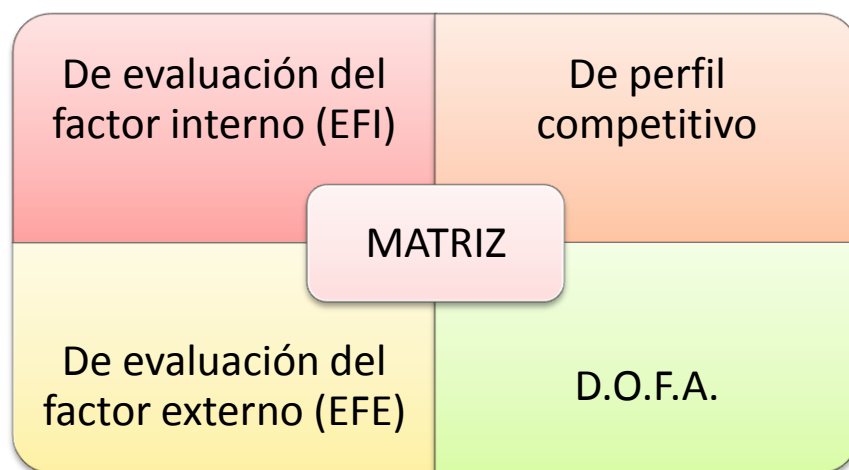 De evaluación del
factor interno (EFI)
De perfil
competitivo
MATRIZ
De evaluación del
factor externo (EFE)
D.O.F.A.